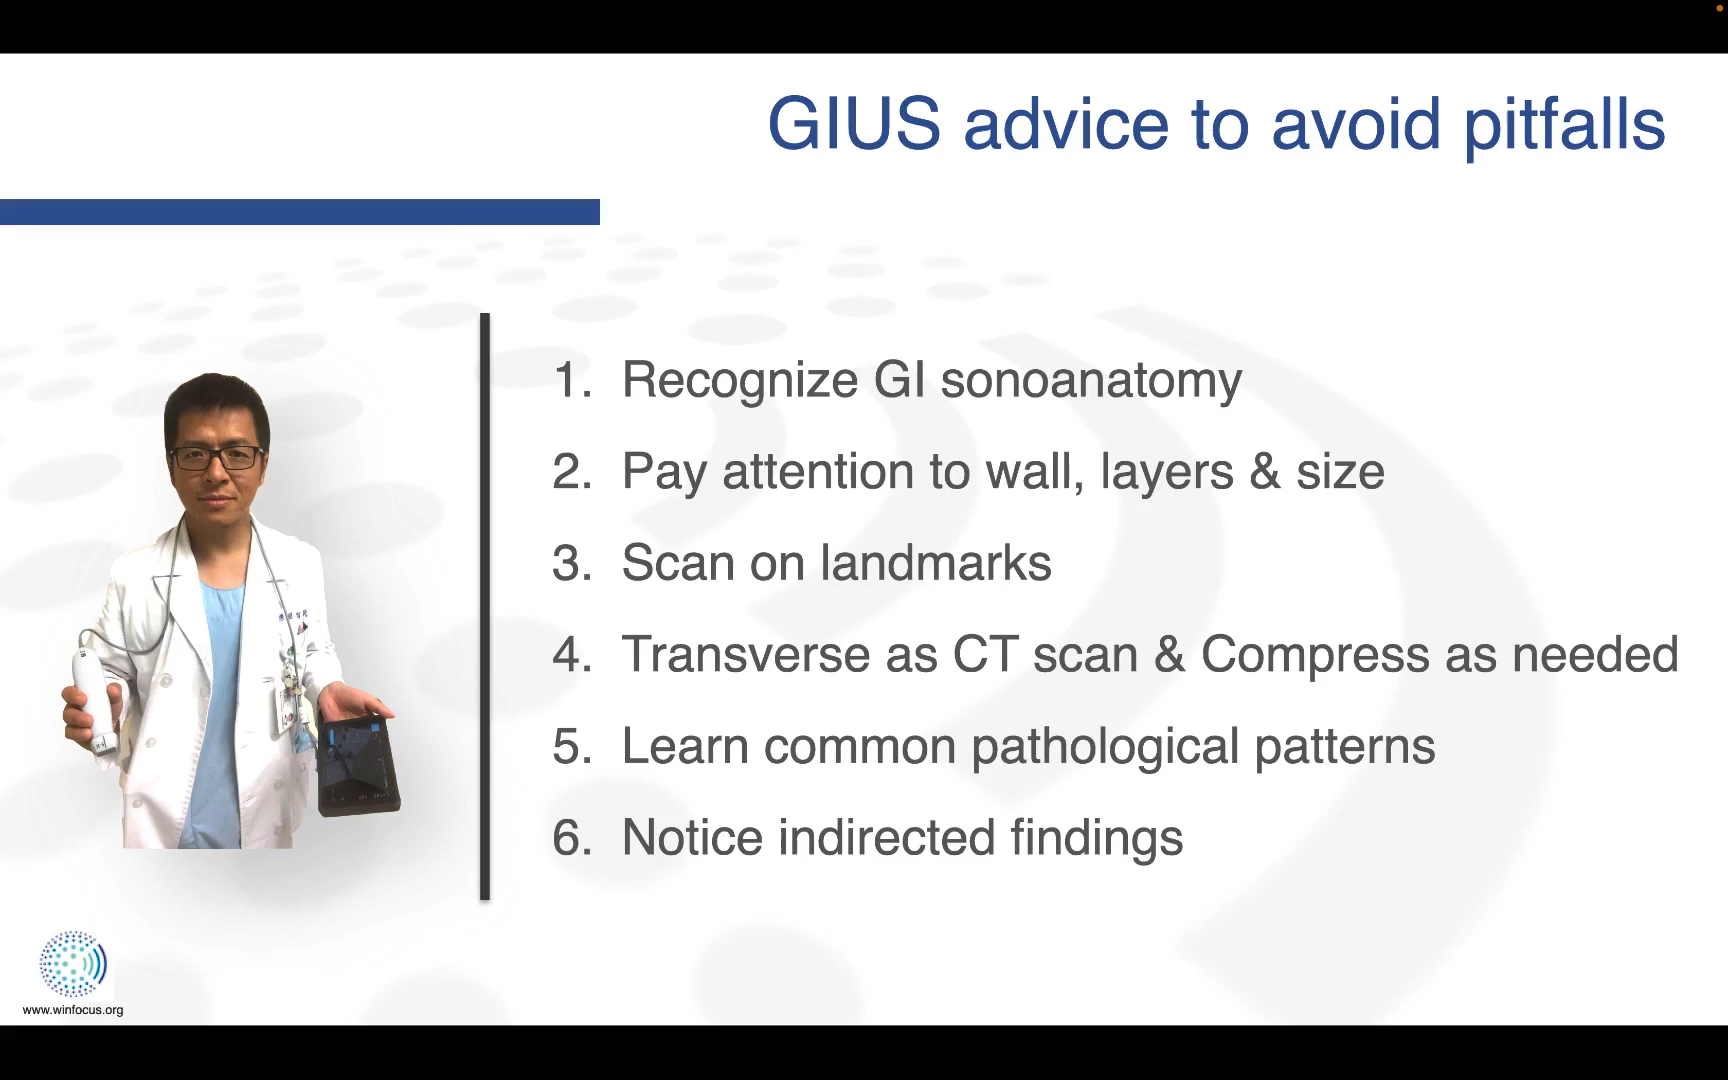 GIUS advice to avoid pitfalls
1. Recognize GI sonoanatomy
2. Pay attention to wall, layers & size
3. Scan on landmarks
4. Transverse as CT scan & Compress as needed
5. Learn common pathological patterns
6. Notice indirected findings
www.winfocus.org